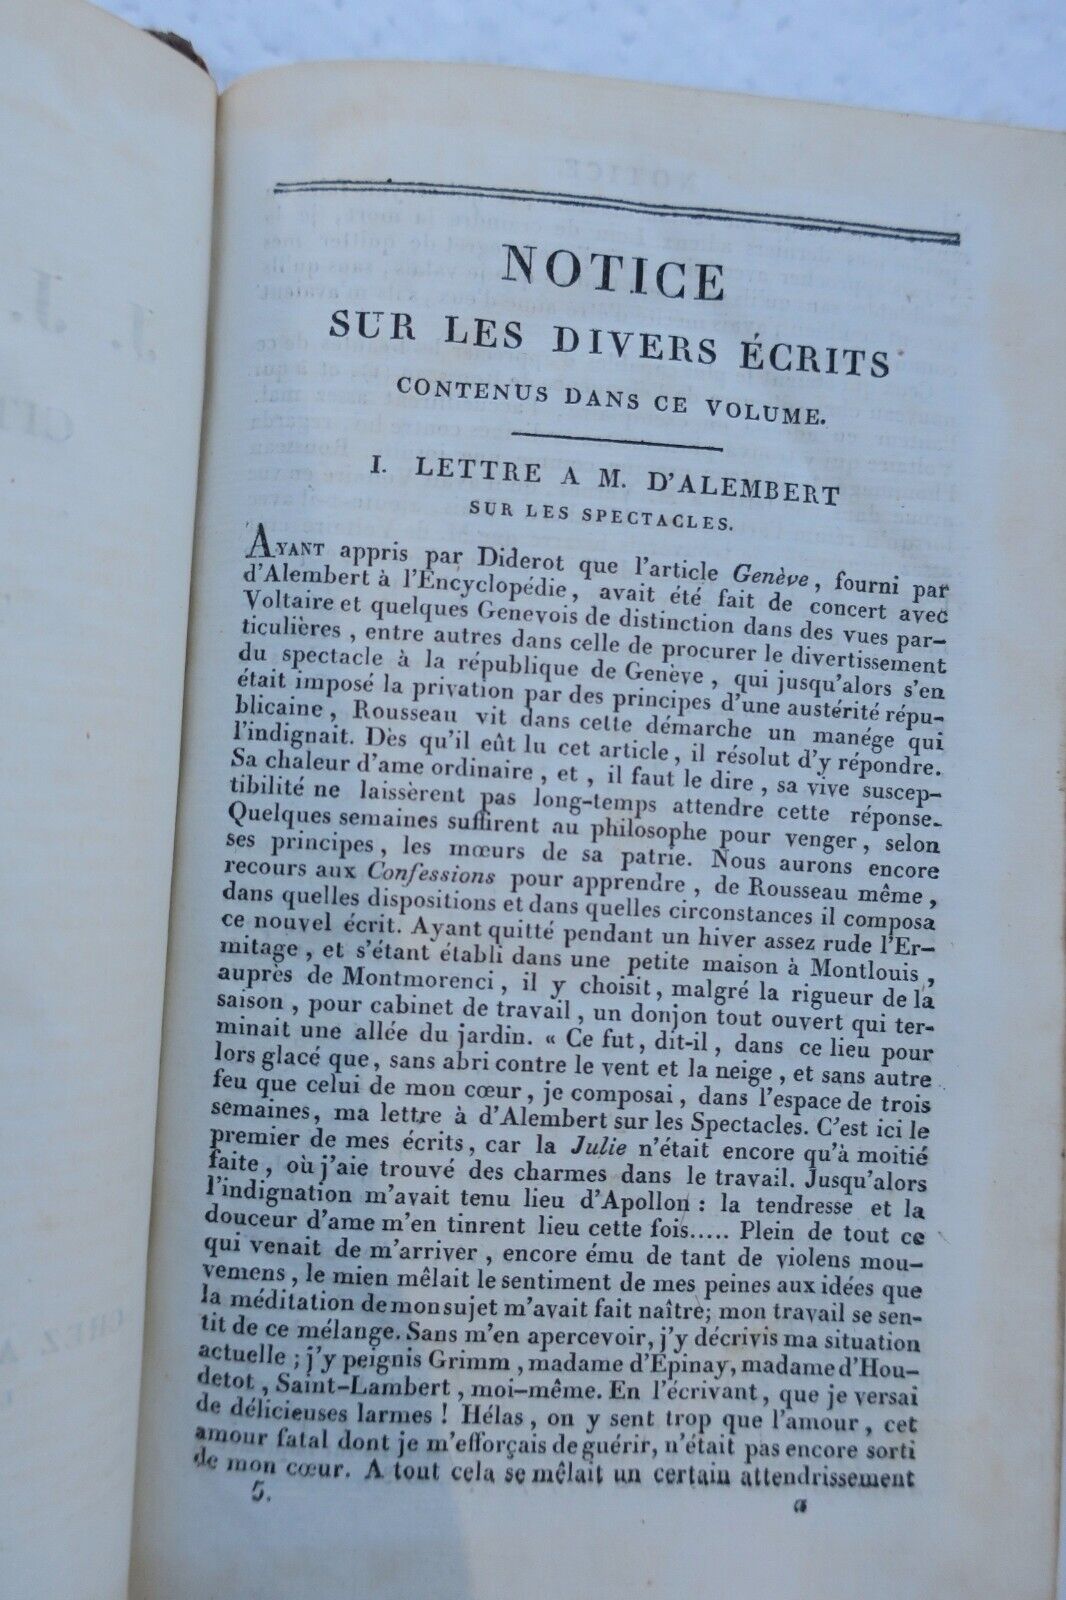 NOTICE
SUR LES DIVERS ÉCRITS
CONTENUS DANS CE VOLUME.
I. LETTRE A M. D'ALEMBERT
SUR LES SPECTACLES.
AYANT appris par Diderot que l'article Genève, fourni par
d'Alembert à l'Encyclopédie, avait été fait de concert avec
Voltaire et quelques Genevois de distinction dans des vues par-
ticulières, entre autres dans celle de procurer le divertissement
du spectacle à la république de Genève, qui jusqu'alors s'en
était imposé la privation par des principes d'une austérité répu-
blicaine, Rousseau vit dans cette démarche un manége qui
l'indignait. Dès qu'il eût lu cet article, il résolut d'y répondre.
Sa chaleur d'ame ordinaire, et, il faut le dire, sa vive suscep-
tibilité ne laissèrent pas long-temps attendre cette réponse.
Quelques semaines suffirent au philosophe pour venger, selon
ses principes, les mœurs de sa patrie. Nous aurons encore
recours aux Confessions pour apprendre, de Rousseau même,
dans quelles dispositions et dans quelles circonstances il composa
ce nouvel écrit. Ayant quitté pendant un hiver assez rude l'Er-
mitage, et s'étant établi dans une petite maison à Montlouis,
auprès de Montmorenci, il y choisit, malgré la rigueur de la
saison, pour cabinet de travail, un donjon tout ouvert qui ter-
minait une allée du jardin. « Ce fut, dit-il, dans ce lieu pour
lors glacé que, sans abri contre le vent et la neige, et sans autre
feu que celui de mon cœur, je composai, dans l'espace de trois
semaines, ma lettre à d'Alembert sur les Spectacles. C'est ici le
premier de mes écrits, car la Julie n'était encore qu'à moitié
faite, où j'aie trouvé des charmes dans le travail. Jusqu'alors
l'indignation m'avait tenu lieu d'Apollon : la tendresse et la
douceur d'ame m'en tinrent lieu cette fois..... Plein de tout ce
qui venait de m'arriver, encore ému de tant de violens mou-
vemens, le mien mêlait le sentiment de mes peines aux idées que
la méditation de mon sujet m'avait fait naître; mon travail se sen-
tit de ce mélange. Sans m'en apercevoir, j'y décrivis ma situation
actuelle; j'y peignis Grimm, madame d'Epinay, madame d'Hou-
detot, Saint-Lambert, moi-même. En l'écrivant, que je versai
de délicieuses larmes ! Hélas, on y sent trop que l'amour, cet
amour fatal dont je m'efforçais de guérir, n'était pas encore sorti
de mon cœur. A tout cela se mêlait un certain attendrissement
5. a